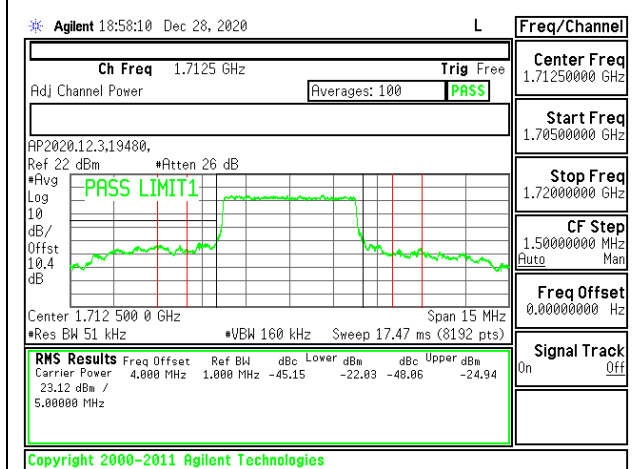 Agilent 18:58:10 Dec 28, 2020 L
Ch Freq 1.7125 GHz Trig Free
Adj Channel Power Averages: 100 PASS
AP2020.12.3,19480,
Ref 22 dBm #Atten 26 dB
#Avg
Log
10
dB/
Offst
10.4
dB
PASS LIMIT1
Center 1.712 500 0 GHz Span 15 MHz
#Res BW 51 kHz #VBW 160 kHz Sweep 17.47 ms (8192 pts)
RMS Results Freq Offset Ref BW dBc Lower dBm dBc Upper dBm
Carrier Power 4.000 MHz 1.000 MHz -45.15 -22.03 -48.06 -24.94
23.12 dBm /
5.00000 MHz
Copyright 2000-2011 Agilent Technologies
Freq/Channel
Center Freq
1.71250000 GHz
Start Freq
1.70500000 GHz
Stop Freq
1.72000000 GHz
CF Step
1.50000000 MHz
Auto Man
Freq Offset
0.00000000 Hz
Signal Track
On Off